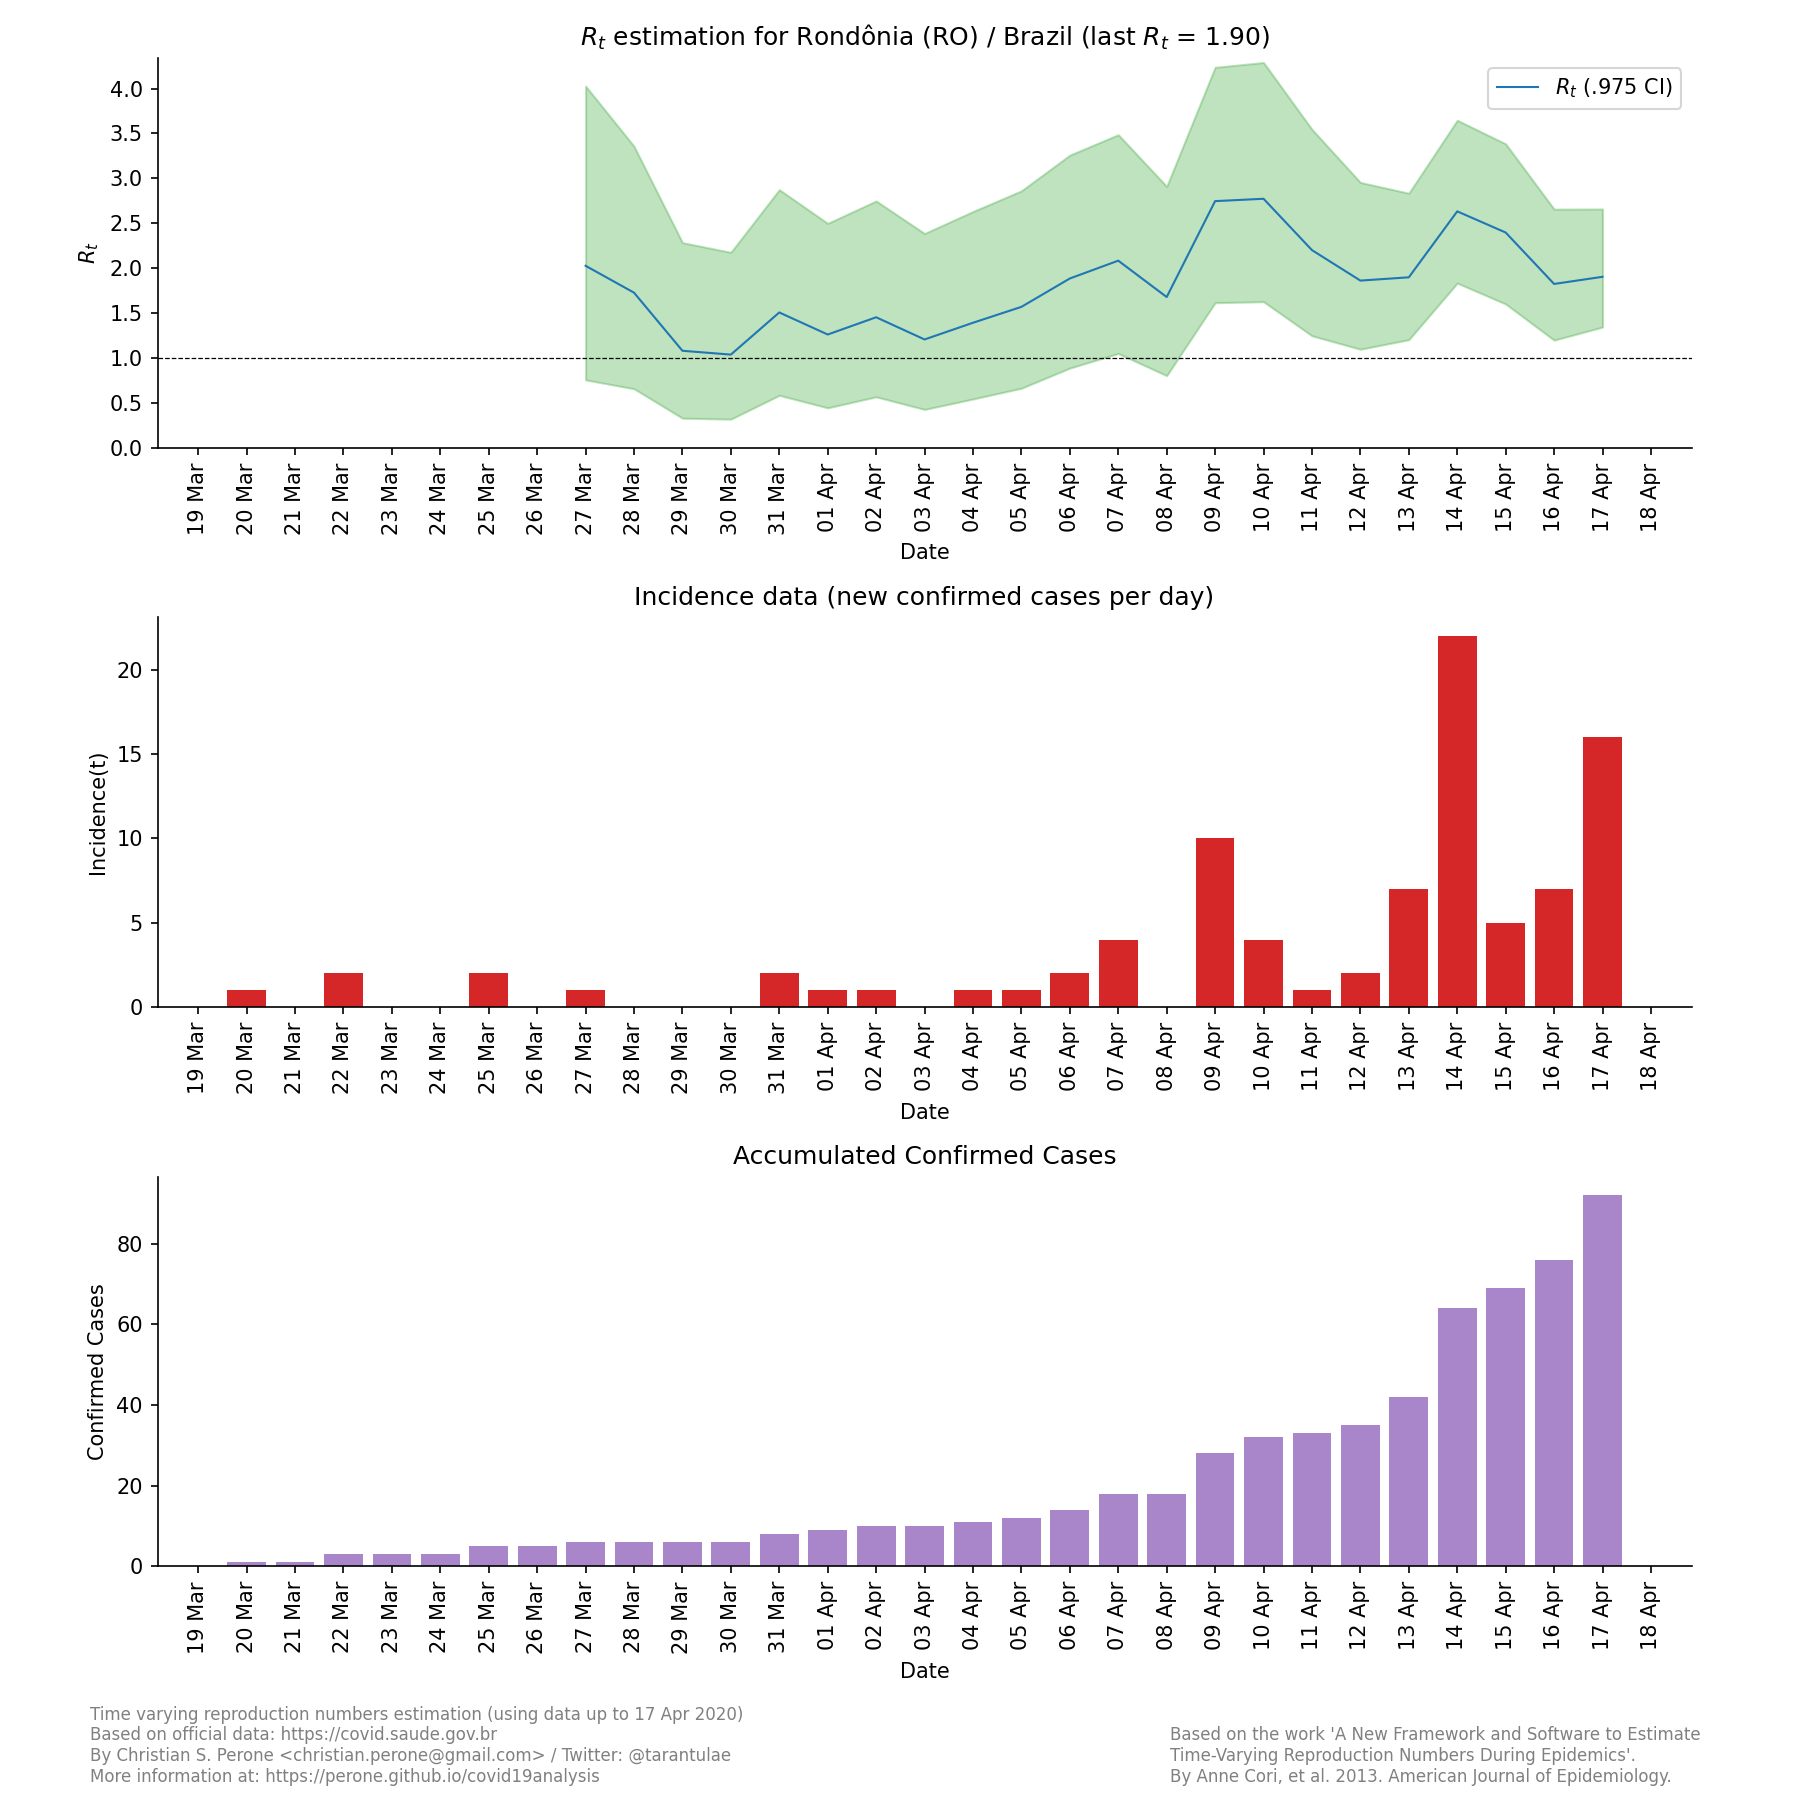 Rt estimation for Rondônia (RO) / Brazil (last Rt = 1.90)
Rt (.975 CI)
Rt
4.0
3.5
3.0
2.5
2.0
1.5
1.0
0.5
0.0
19 Mar 20 Mar 21 Mar 22 Mar 23 Mar 24 Mar 25 Mar 26 Mar 27 Mar 28 Mar 29 Mar 30 Mar 31 Mar 01 Apr 02 Apr 03 Apr 04 Apr 05 Apr 06 Apr 07 Apr 08 Apr 09 Apr 10 Apr 11 Apr 12 Apr 13 Apr 14 Apr 15 Apr 16 Apr 17 Apr 18 Apr
Date
Incidence data (new confirmed cases per day)
Incidence(t)
20
15
10
5
0
19 Mar 20 Mar 21 Mar 22 Mar 23 Mar 24 Mar 25 Mar 26 Mar 27 Mar 28 Mar 29 Mar 30 Mar 31 Mar 01 Apr 02 Apr 03 Apr 04 Apr 05 Apr 06 Apr 07 Apr 08 Apr 09 Apr 10 Apr 11 Apr 12 Apr 13 Apr 14 Apr 15 Apr 16 Apr 17 Apr 18 Apr
Date
Accumulated Confirmed Cases
Confirmed Cases
80
60
40
20
0
19 Mar 20 Mar 21 Mar 22 Mar 23 Mar 24 Mar 25 Mar 26 Mar 27 Mar 28 Mar 29 Mar 30 Mar 31 Mar 01 Apr 02 Apr 03 Apr 04 Apr 05 Apr 06 Apr 07 Apr 08 Apr 09 Apr 10 Apr 11 Apr 12 Apr 13 Apr 14 Apr 15 Apr 16 Apr 17 Apr 18 Apr
Date
Time varying reproduction numbers estimation (using data up to 17 Apr 2020)
Based on official data: https://covid.saude.gov.br
By Christian S. Perone <christian.perone@gmail.com> / Twitter: @tarantulae
More information at: https://perone.github.io/covid19analysis
Based on the work 'A New Framework and Software to Estimate
Time-Varying Reproduction Numbers During Epidemics'.
By Anne Cori, et al. 2013. American Journal of Epidemiology.